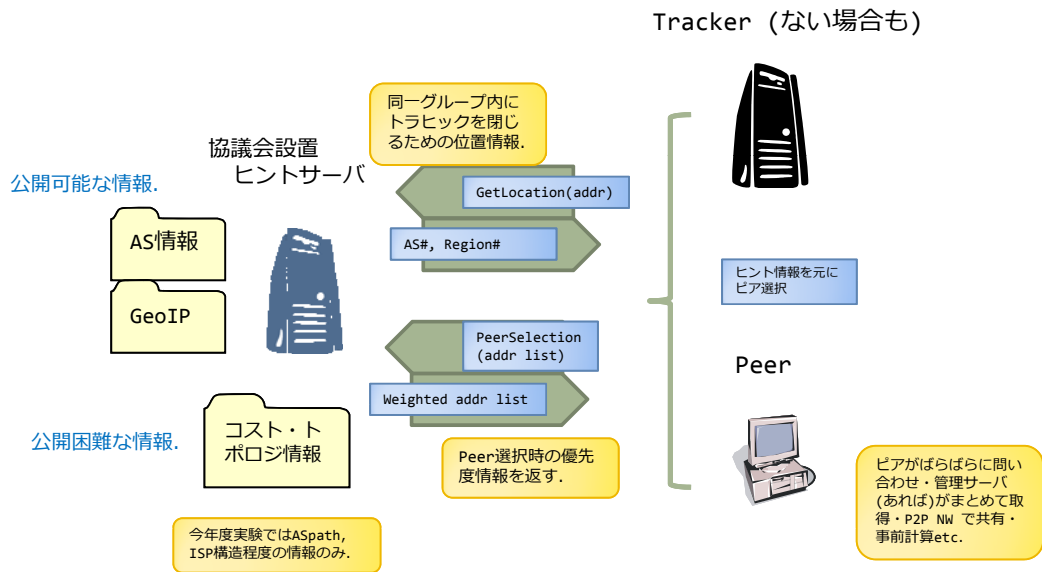 Tracker (ない場合も)
同一グループ内に
トラヒックを閉じ
るための位置情報.
協議会設置
ヒントサーバ
公開可能な情報.
GetLocation(addr)
AS情報
AS#, Region#
ヒント情報を元に
ピア選択
GeoIP
PeerSelection
(addr list)
Peer
Weighted addr list
コスト・ト
ポロジ情報
公開困難な情報.
Peer選択時の優先
度情報を返す.
ピアがばらばらに問い
合わせ・管理サーバ
(あれば)がまとめて取
得・P2P NW で共有・
事前計算etc.
今年度実験ではASpath,
ISP構造程度の情報のみ.